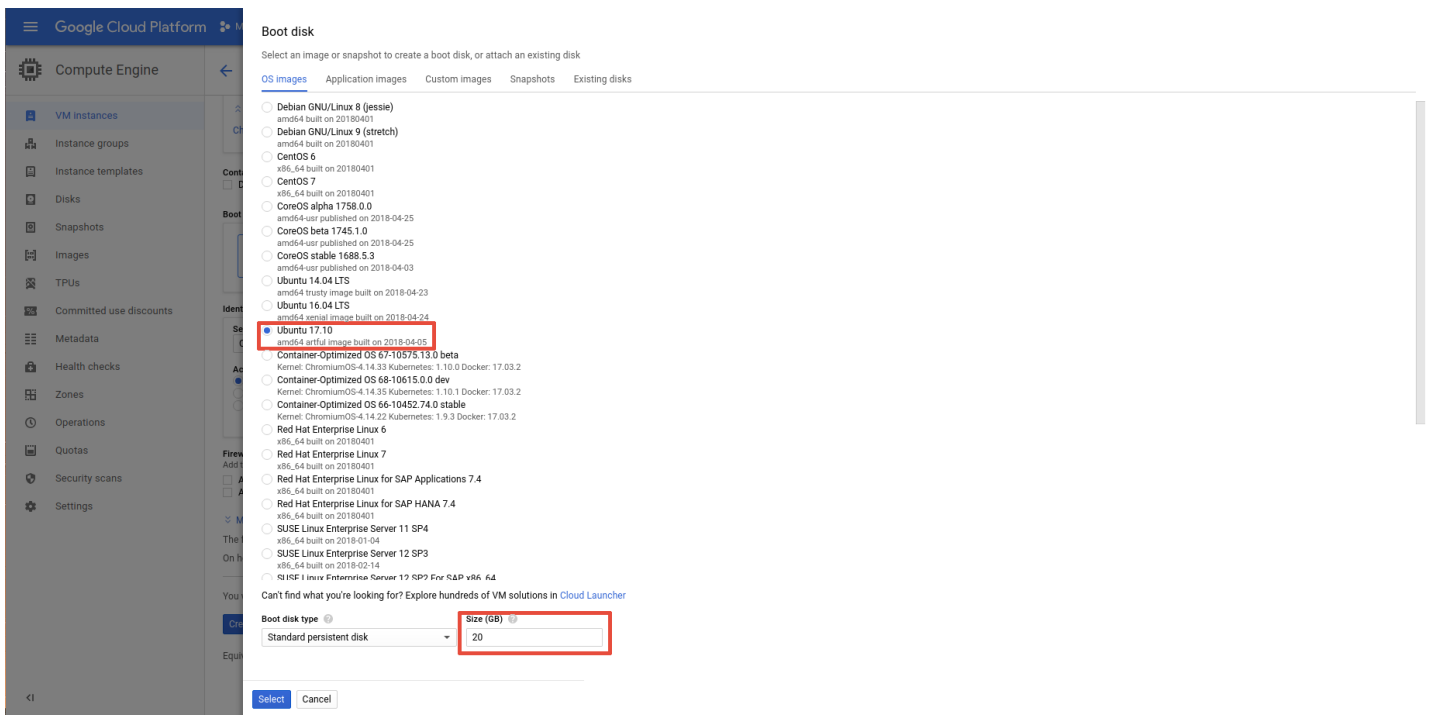 Google Cloud Platform
Compute Engine
VM instances
Instance groups
Instance templates
Disks
Snapshots
Images
TPUs
Committed use discounts
Metadata
Health checks
Zones
Operations
Quotas
Security scans
Settings
Boot
The
On
You
Boot disk
Select an image or snapshot to create a boot disk, or attach an existing disk
OS images Application images Custom images Snapshots Existing disks
Debian GNU/Linux 8 (jessie)
amd64 built on 20180401
Debian GNU/Linux 9 (stretch)
amd64 built on 20180401
CentOS 6
x86_64 built on 20180401
CentOS 7
x86_64 built on 20180401
CoreOS alpha 1758.0.0
amd64-usr published on 2018-04-25
CoreOS beta 1745.1.0
amd64-usr published on 2018-04-25
CoreOS stable 1688.5.3
amd64-usr published on 2018-04-03
Ubuntu 14.04 LTS
amd64 trusty image built on 2018-04-23
Ubuntu 16.04 LTS
amd64 xenial image built on 2018-04-24
Ubuntu 17.10
amd64 artful image built on 2018-04-05
Container-Optimized OS 67-10575.13.0 beta
Kernel: ChromiumOS-4.14.33 Kubernetes: 1.10.0 Docker: 17.03.2
Container-Optimized OS 68-10615.0.0 dev
Kernel: ChromiumOS-4.14.35 Kubernetes: 1.10.1 Docker: 17.03.2
Container-Optimized OS 66-10452.74.0 stable
Kernel: ChromiumOS-4.14.22 Kubernetes: 1.9.3 Docker: 17.03.2
Red Hat Enterprise Linux 6
x86_64 built on 20180401
Red Hat Enterprise Linux 7
x86_64 built on 20180401
Red Hat Enterprise Linux for SAP Applications 7.4
x86_64 built on 20180401
Red Hat Enterprise Linux for SAP HANA 7.4
x86_64 built on 20180401
SUSE Linux Enterprise Server 11 SP4
x86_64 built on 2018-01-04
SUSE Linux Enterprise Server 12 SP3
x86_64 built on 2018-02-14
SUSE Linux Enterprise Server 12 SP2 For SAP x86_64
Can't find what you're looking for? Explore hundreds of VM solutions in Cloud Launcher
Boot disk type Size (GB)
Standard persistent disk 20
Select Cancel